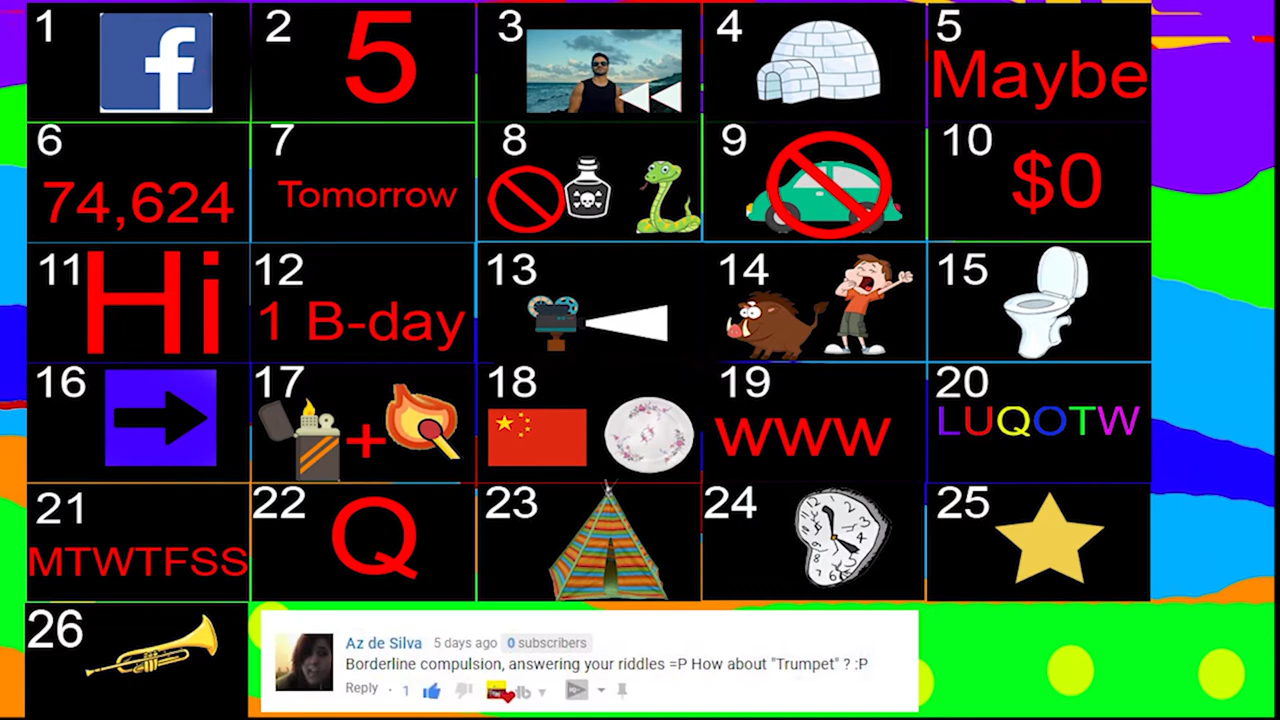 1
f
2
5
3
4
5
Maybe
6
74,624
7
Tomorrow
8
9
10
$0
11
Hi
12
1 B-day
13
14
15
16
17
+
18
19
WWW
20
LUQOTW
21
MTWTFSS
22
Q
23
24
25
26
Az de Silva 5 days ago 0 subscribers
Borderline compulsion, answering your riddles =P How about "Trumpet" ? :P
Reply · 1